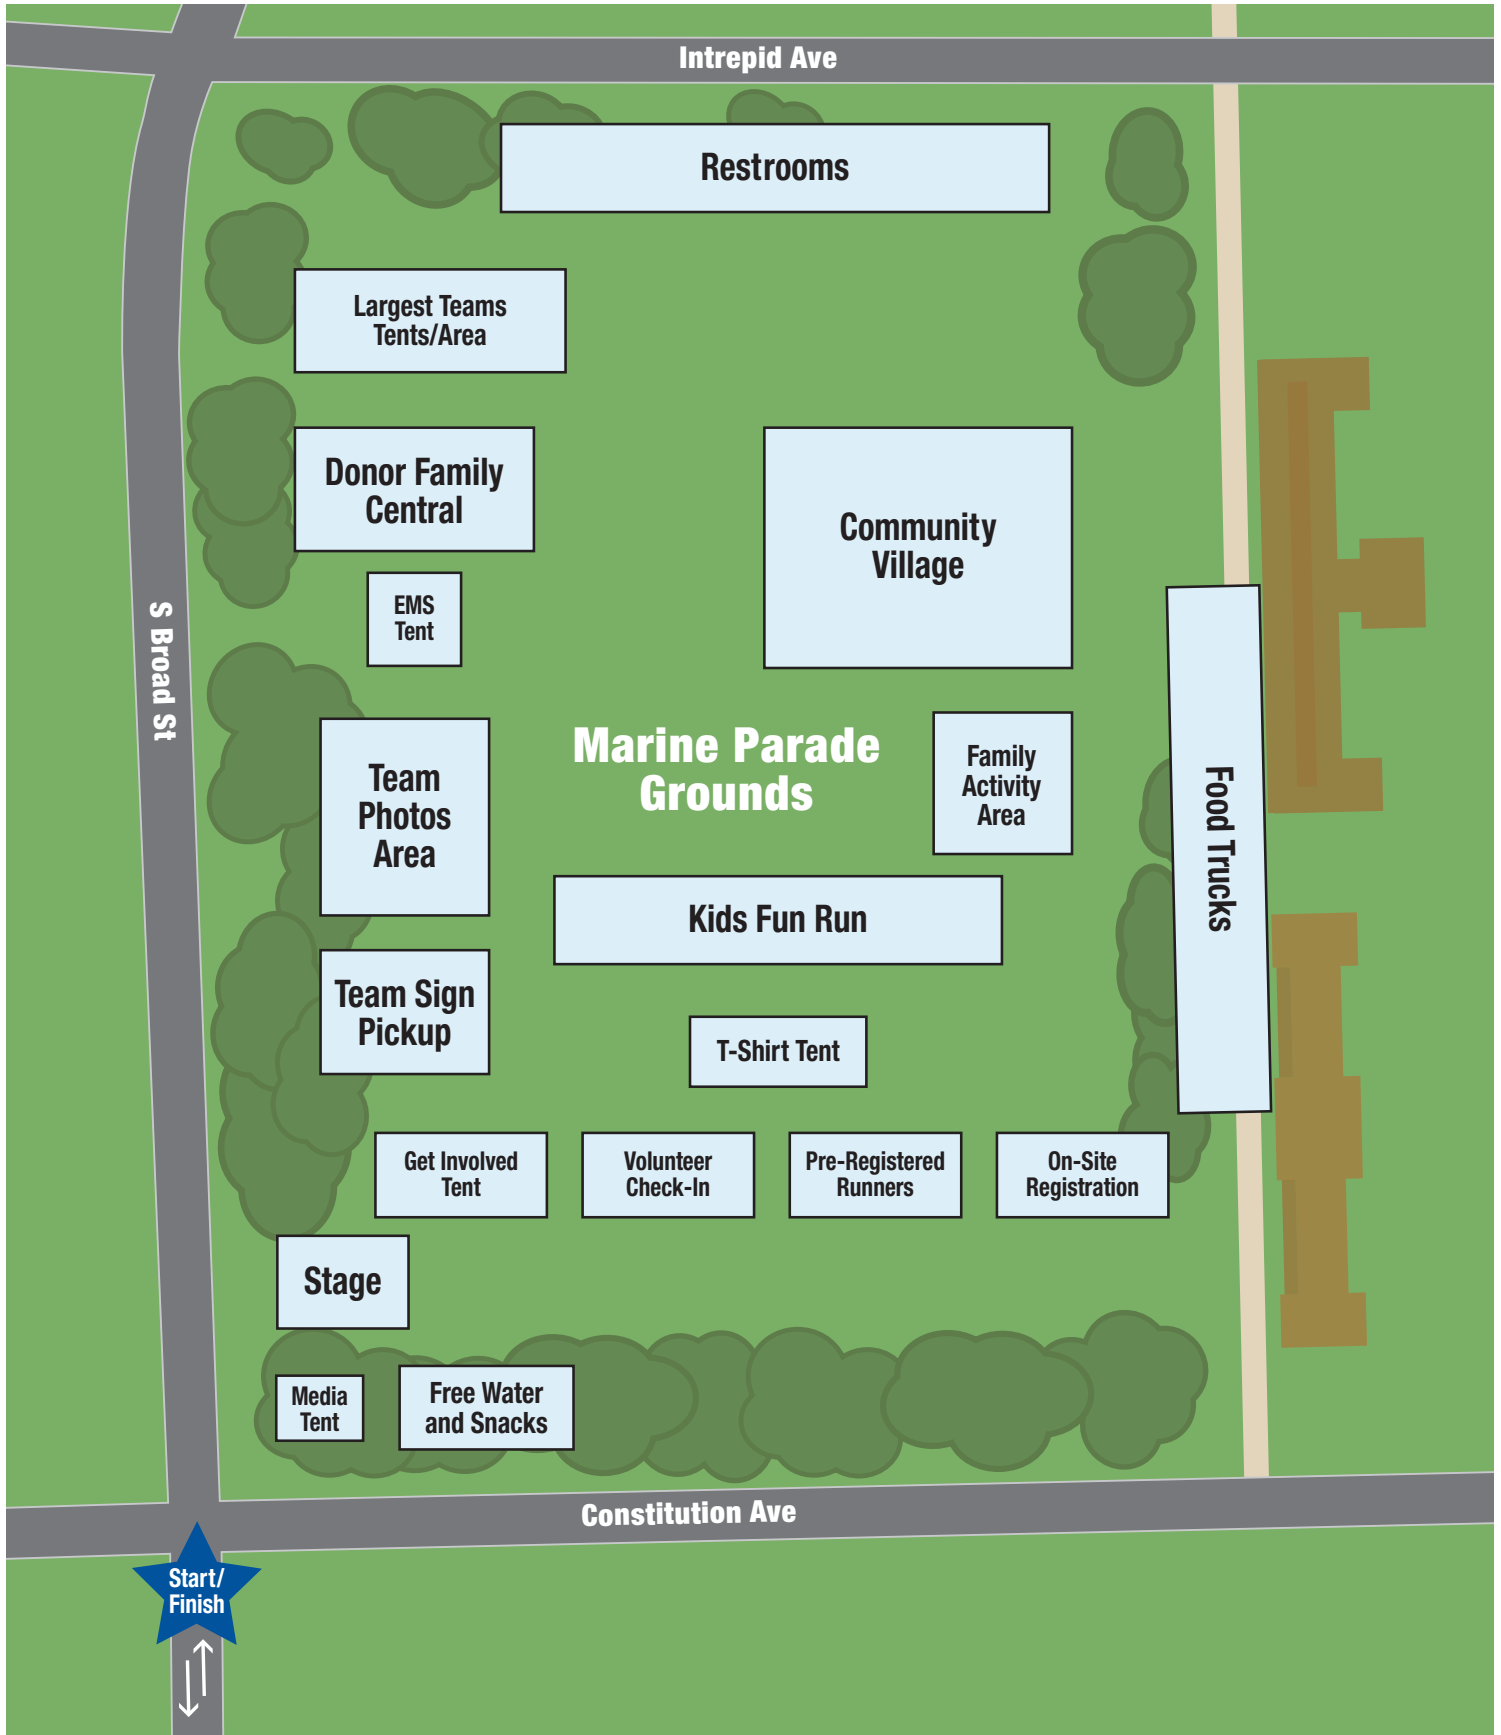 Intrepid Ave
Restrooms
Largest Teams
Tents/Area
Donor Family
Central
Community
Village
EMS
Tent
S Broad St
Marine Parade
Grounds
Team
Photos
Area
Family
Activity
Area
Food Trucks
Kids Fun Run
Team Sign
Pickup
T-Shirt Tent
Get Involved
Tent
Volunteer
Check-In
Pre-Registered
Runners
On-Site
Registration
Stage
Media
Tent
Free Water
and Snacks
Constitution Ave
Start/
Finish